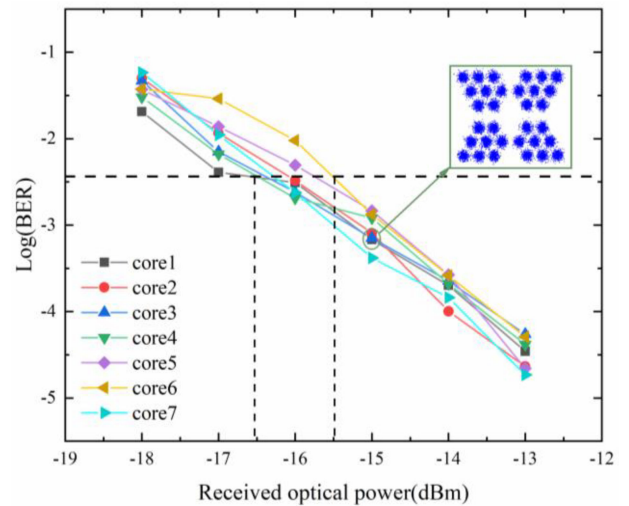 -1
-2
-3
-4
-5
Log(BER)
core1
core2
core3
core4
core5
core6
core7
-19 -18 -17 -16 -15 -14 -13 -12
Received optical power(dBm)